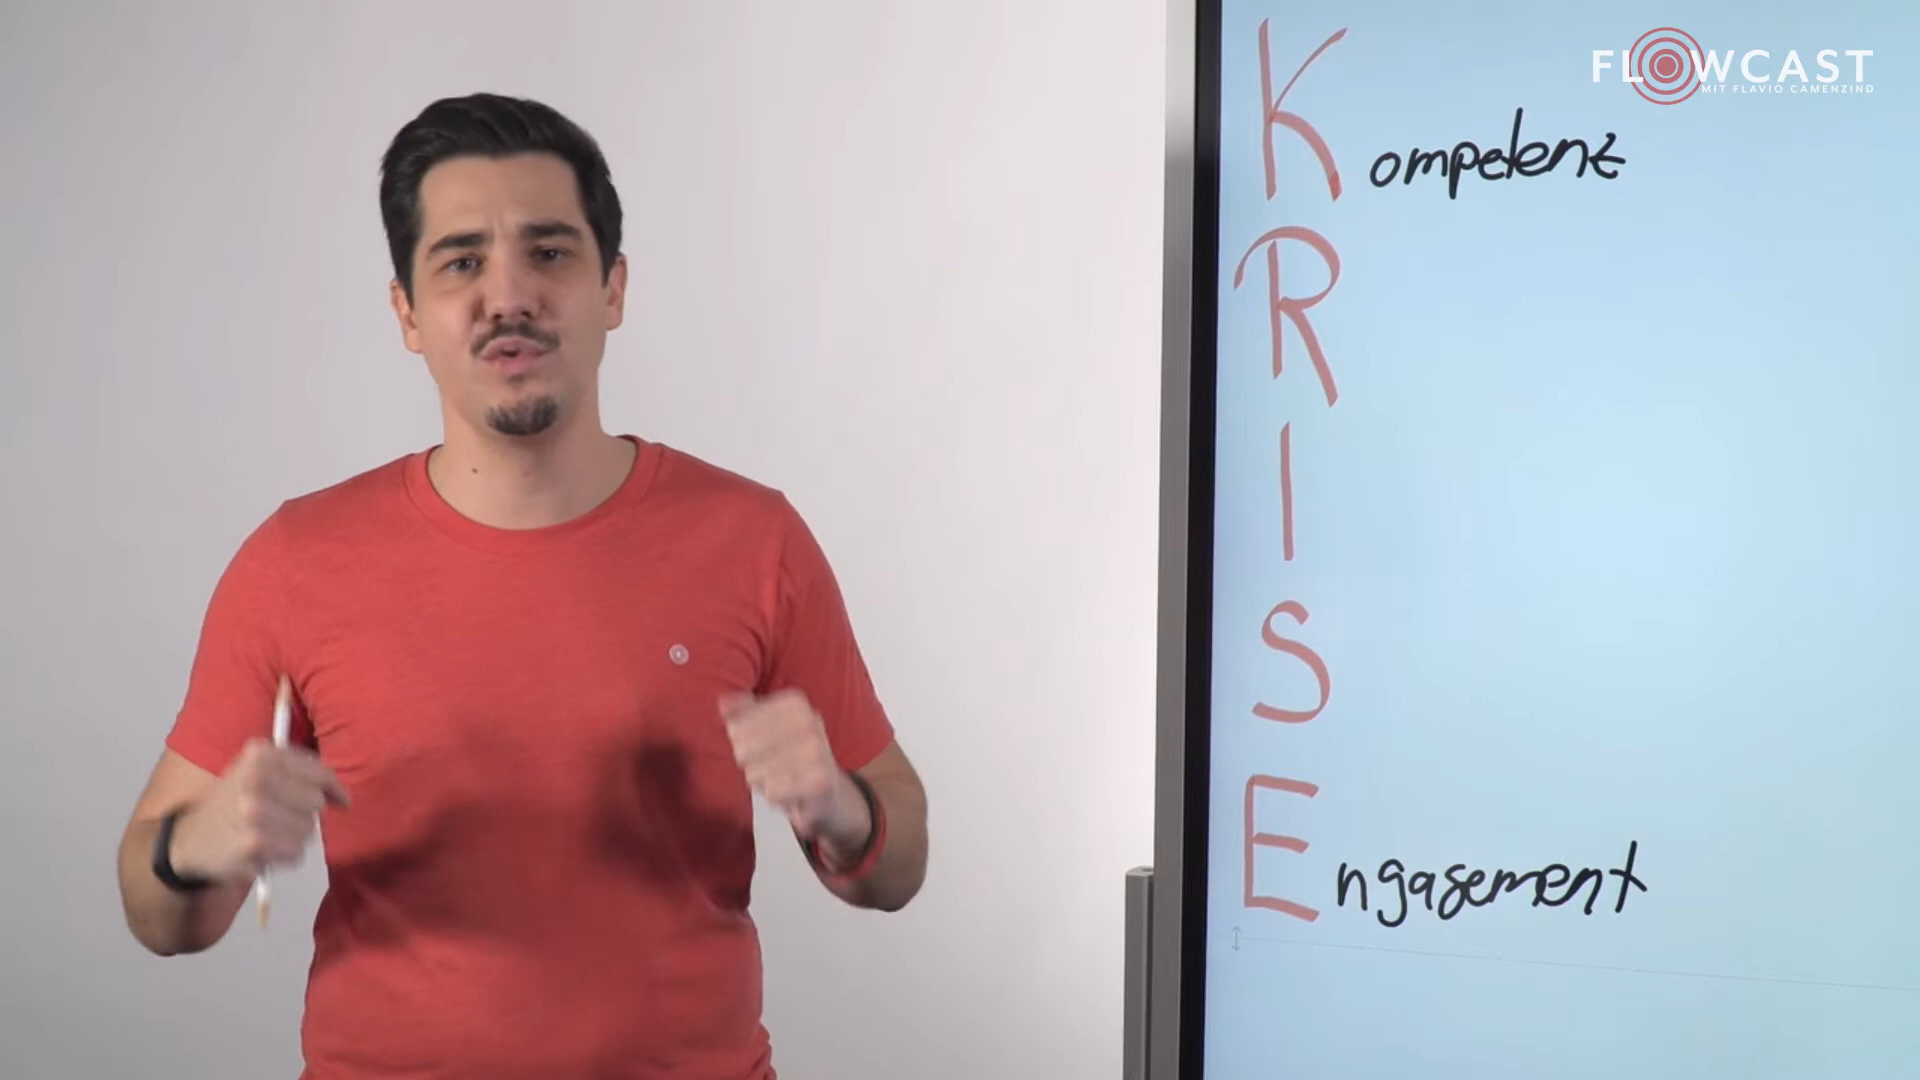 FLOWCAST
MIT FLAVIO CAMENZIND
Kompetenz
R
I
S
Engagement